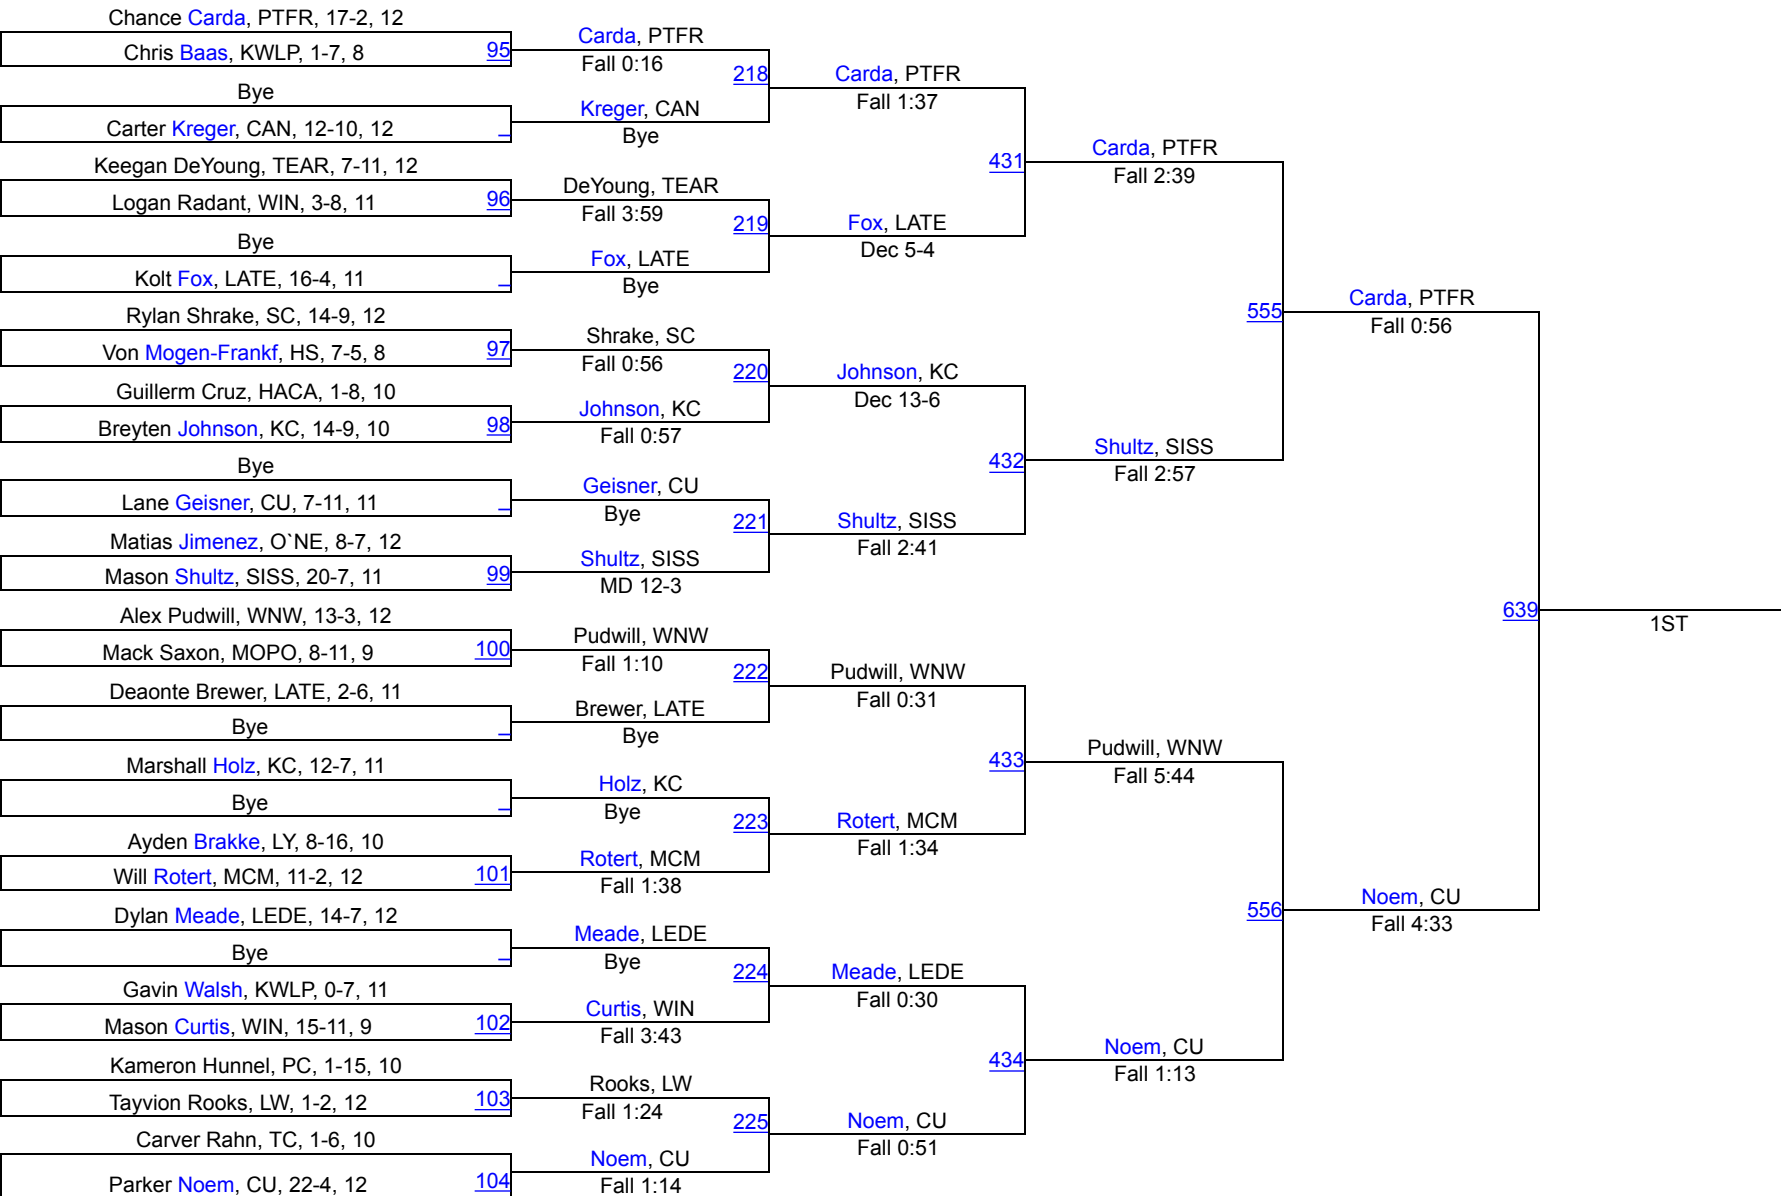 Chance Carda, PTFR, 17-2, 12
Chris Baas, KWLP, 1-7, 8
95
Bye
Carter Kreger, CAN, 12-10, 12
Keegan DeYoung, TEAR, 7-11, 12
Logan Radant, WIN, 3-8, 11
96
Bye
Kolt Fox, LATE, 16-4, 11
Rylan Shrake, SC, 14-9, 12
Von Mogen-Frankf, HS, 7-5, 8
97
Guillerm Cruz, HACA, 1-8, 10
Breyten Johnson, KC, 14-9, 10
98
Bye
Lane Geisner, CU, 7-11, 11
Matias Jimenez, O`NE, 8-7, 12
Mason Shultz, SISS, 20-7, 11
99
Alex Pudwill, WNW, 13-3, 12
Mack Saxon, MOPO, 8-11, 9
100
Deaonte Brewer, LATE, 2-6, 11
Bye
Marshall Holz, KC, 12-7, 11
Bye
Ayden Brakke, LY, 8-16, 10
Will Rotert, MCM, 11-2, 12
101
Dylan Meade, LEDE, 14-7, 12
Bye
Gavin Walsh, KWLP, 0-7, 11
Mason Curtis, WIN, 15-11, 9
102
Kameron Hunnel, PC, 1-15, 10
Tayvion Rooks, LW, 1-2, 12
103
Carver Rahn, TC, 1-6, 10
Parker Noem, CU, 22-4, 12
104
Carda, PTFR
Fall 0:16
218
Kreger, CAN
Bye
DeYoung, TEAR
Fall 3:59
219
Fox, LATE
Bye
Shrake, SC
Fall 0:56
220
Johnson, KC
Fall 0:57
Geisner, CU
Bye
221
Shultz, SISS
MD 12-3
Pudwill, WNW
Fall 1:10
222
Brewer, LATE
Bye
Holz, KC
Bye
223
Rotert, MCM
Fall 1:38
Meade, LEDE
Bye
224
Curtis, WIN
Fall 3:43
Rooks, LW
Fall 1:24
225
Noem, CU
Fall 1:14
Carda, PTFR
Fall 1:37
431
Fox, LATE
Dec 5-4
Johnson, KC
Dec 13-6
432
Shultz, SISS
Fall 2:41
Pudwill, WNW
Fall 0:31
433
Rotert, MCM
Fall 1:34
Meade, LEDE
Fall 0:30
434
Noem, CU
Fall 0:51
Carda, PTFR
Fall 2:39
555
Shultz, SISS
Fall 2:57
Pudwill, WNW
Fall 5:44
556
Noem, CU
Fall 1:13
Carda, PTFR
Fall 0:56
639
Noem, CU
Fall 4:33
1ST